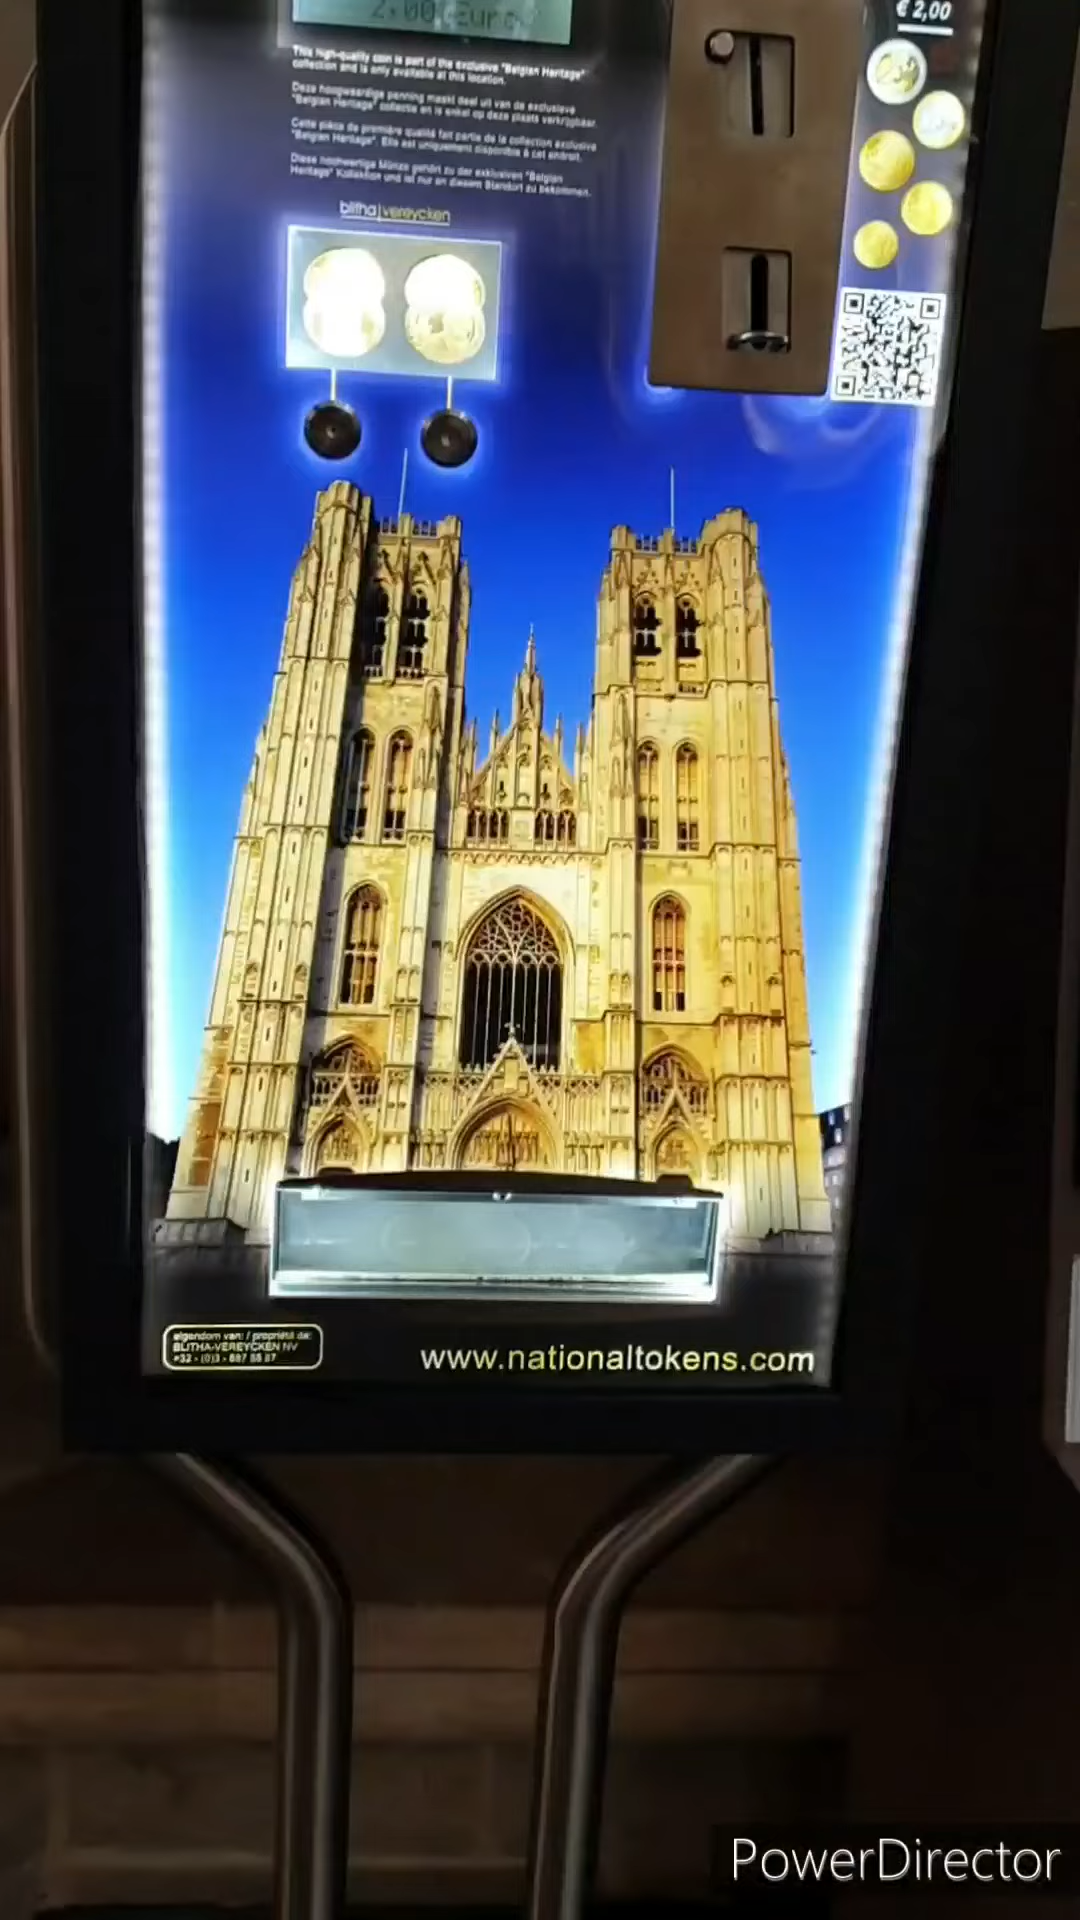 2.00 Euro
€ 2,00
This high-quality coin is part of the exclusive "Belgian Heritage"
collection and is only available at this location.
Deze hoogwaardige penning maakt deel uit van de exclusieve
"Belgian Heritage" collectie en is enkel op deze plaats verkrijgbaar.
Cette pièce de première qualité fait partie de la collection exclusive
"Belgian Heritage". Elle est uniquement disponible à cet endroit.
Diese hochwertige Münze gehört zu der exklusiven "Belgian
Heritage" Kollektion und ist nur an diesem Standort zu bekommen.
blitha|vereycken
eigendom van: / propriété de:
BLITHA-VEREYCKEN NV
www.nationaltokens.com
PowerDirector